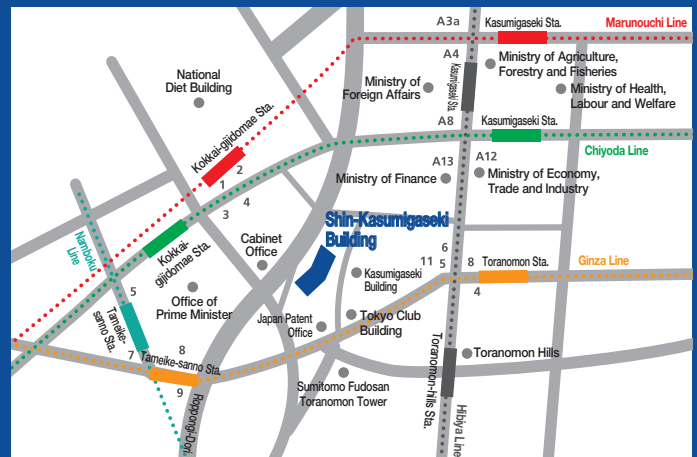 A3a
Kasumigaseki Sta.
Marunouchi Line
A4
Kasumigaseki Sta.
Ministry of Agriculture,
Forestry and Fisheries
National
Diet Building
Ministry of
Foreign Affairs
Ministry of Health,
Labour and Welfare
A8
Kasumigaseki Sta.
Chiyoda Line
Kokkai-gijidomae Sta.
2
1
4
3
A13
A12
Ministry of Finance
Ministry of Economy,
Trade and Industry
Shin-Kasumigaseki
Building
Namboku
Line
Kokkai-
gijidomae Sta.
Cabinet
Office
6
11
5
8
Toranomon Sta.
Ginza Line
4
Kasumigaseki
Building
5
Office of
Prime Minister
Tameike-
sanno Sta.
Japan Patent
Office
Tokyo Club
Building
7
8
Tameike-sanno Sta.
9
Toranomon Hills
Toranomon-hills Sta.
Sumitomo Fudosan
Toranomon Tower
Roppongi-Dori
Hibiya Line